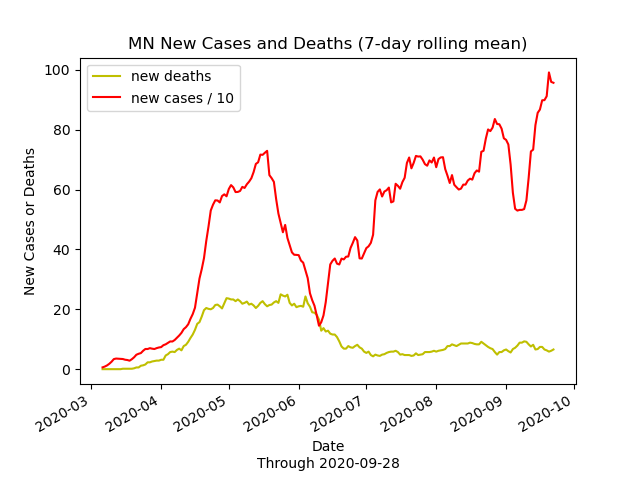 MN New Cases and Deaths (7-day rolling mean)
new deaths
new cases / 10
New Cases or Deaths
100
80
60
40
20
0
2020-03
2020-04
2020-05
2020-06
2020-07
2020-08
2020-09
2020-10
Date
Through 2020-09-28